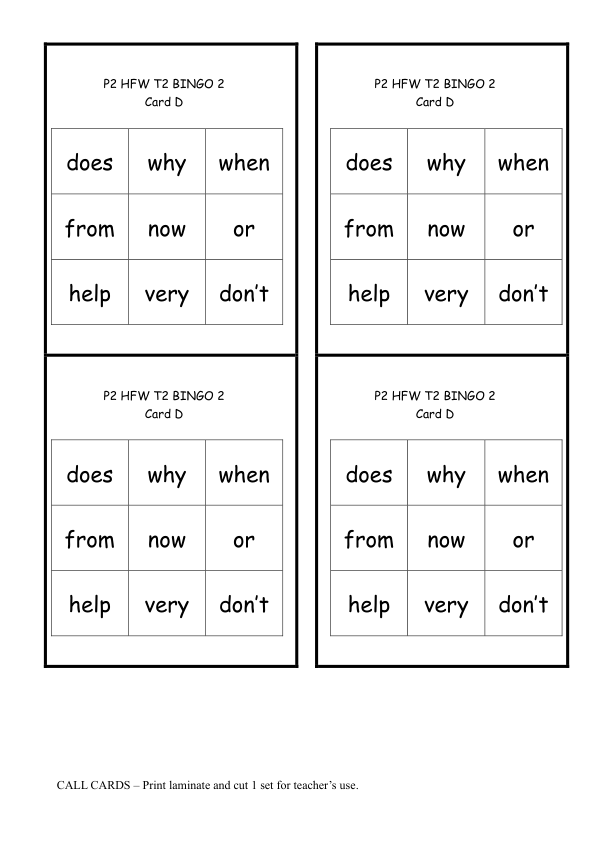 P2 HFW T2 BINGO 2
Card D
does why when
from now or
help very don't
P2 HFW T2 BINGO 2
Card D
does why when
from now or
help very don't
P2 HFW T2 BINGO 2
Card D
does why when
from now or
help very don't
P2 HFW T2 BINGO 2
Card D
does why when
from now or
help very don't
CALL CARDS – Print laminate and cut 1 set for teacher's use.